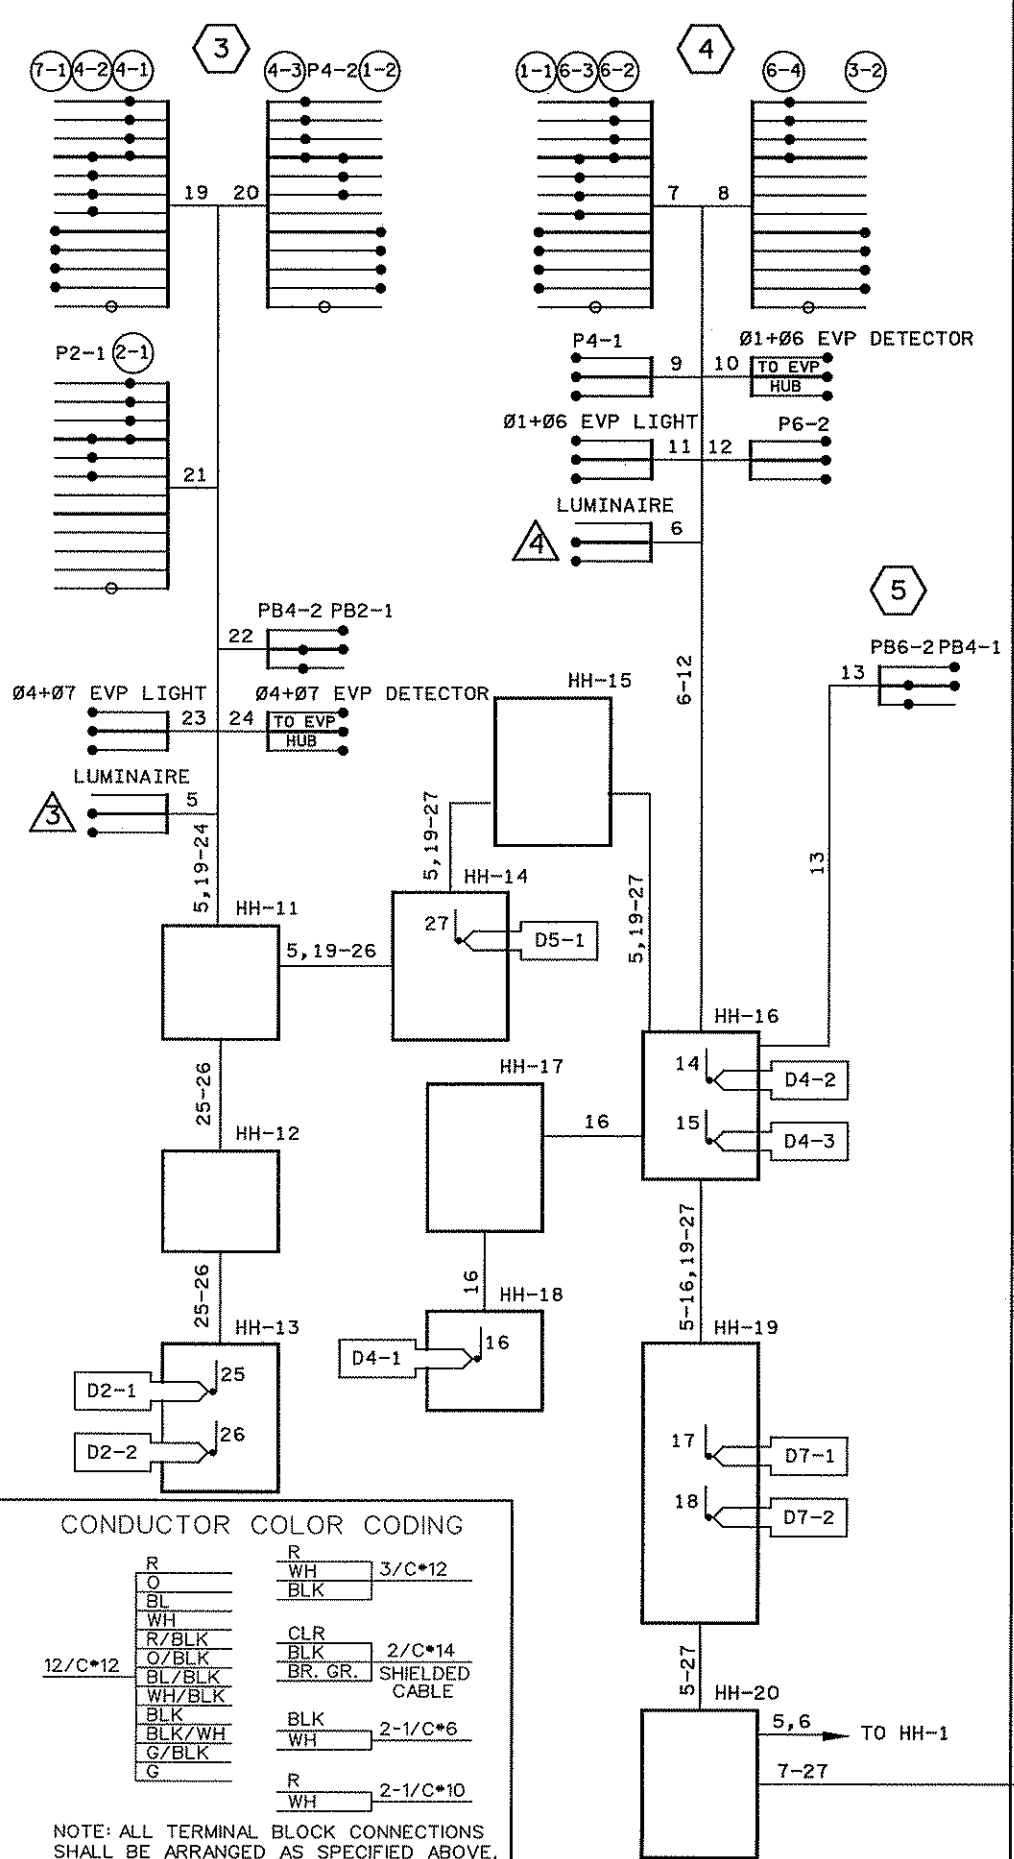 3
4
7-1 4-2 4-1
4-3 P4-2 1-2
1-1 6-3 6-2
6-4 3-2
19 20
7 8
P2-1 2-1
21
P4-1
Ø1+Ø6 EVP DETECTOR
9 10
TO EVP
HUB
Ø1+Ø6 EVP LIGHT
P6-2
11 12
LUMINAIRE
6
4
5
PB4-2 PB2-1
22
PB6-2 PB4-1
13
Ø4+Ø7 EVP LIGHT
Ø4+Ø7 EVP DETECTOR
23 24
TO EVP
HUB
LUMINAIRE
5
3
5,19-24
6-12
13
HH-15
5,19-27
5,19-27
HH-11
5,19-26
HH-14
27
D5-1
HH-16
14
D4-2
15
D4-3
25-26
HH-17
16
HH-12
16
5-16,19-27
25-26
HH-18
16
D4-1
HH-13
25
D2-1
26
D2-2
HH-19
17
D7-1
18
D7-2
5-27
HH-20
5,6
TO HH-1
7-27
CONDUCTOR COLOR CODING
12/C*12
R
O
BL
WH
R/BLK
O/BLK
BL/BLK
WH/BLK
BLK
BLK/WH
G/BLK
G
R
WH
BLK
3/C*12
CLR
BLK
BR. GR.
2/C*14
SHIELDED
CABLE
BLK
WH
2-1/C*6
R
WH
2-1/C*10
NOTE: ALL TERMINAL BLOCK CONNECTIONS
SHALL BE ARRANGED AS SPECIFIED ABOVE.